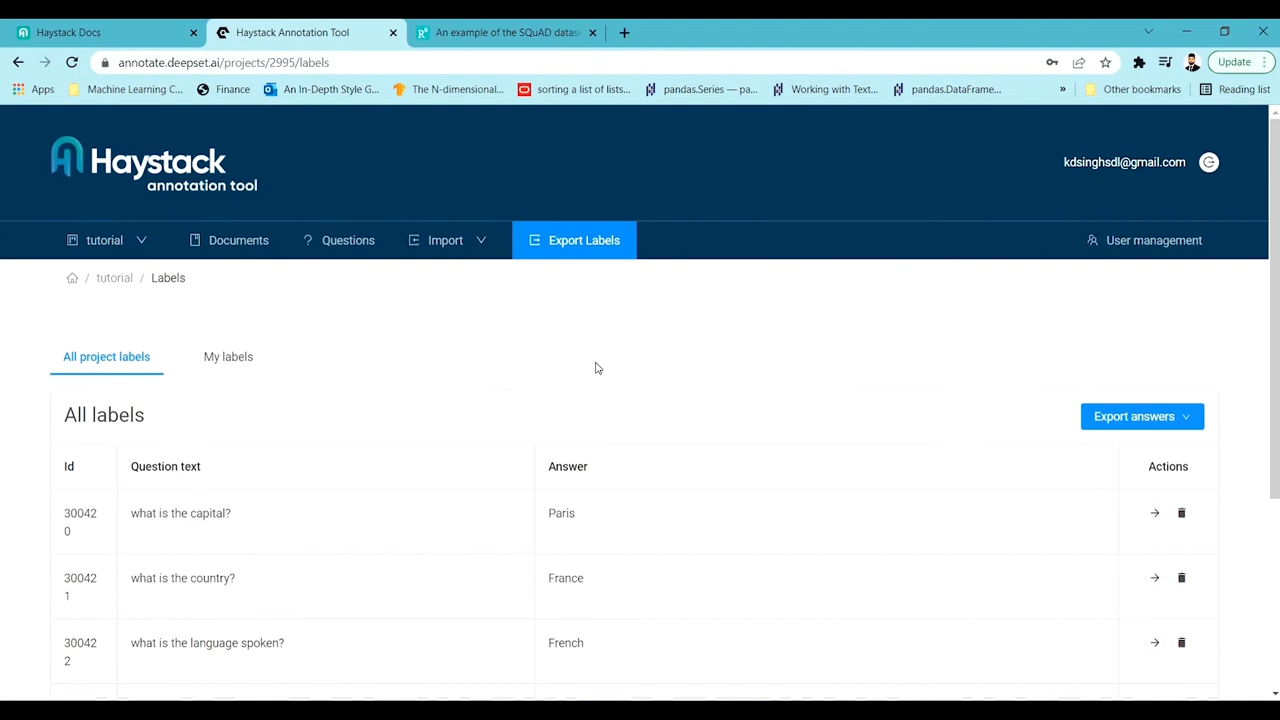 Haystack Docs
Haystack Annotation Tool
An example of the SQuAD datas
annotate.deepset.ai/projects/2995/labels
Update
Apps
Machine Learning C...
Finance
An In-Depth Style G...
The N-dimensional...
sorting a list of lists...
pandas.Series — pa...
Working with Text...
pandas.DataFrame...
»
Other bookmarks
Reading list
Haystack
annotation tool
kdsinghsdl@gmail.com
tutorial
Documents
? Questions
Import
Export Labels
User management
/ tutorial / Labels
All project labels
My labels
All labels
Export answers
Id
Question text
Answer
Actions
30042
0
what is the capital?
Paris
30042
1
what is the country?
France
30042
2
what is the language spoken?
French